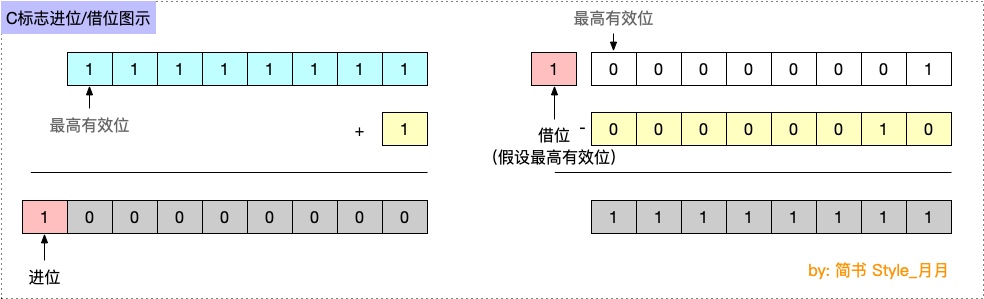 C标志进位/借位图示
最高有效位
1 1 1 1 1 1 1 1
1 0 0 0 0 0 0 0 1
最高有效位
+ 1
借位
(假设最高有效位)
- 0 0 0 0 0 0 1 0
1 0 0 0 0 0 0 0 0
1 1 1 1 1 1 1 1
进位
by: 简书 Style_月月